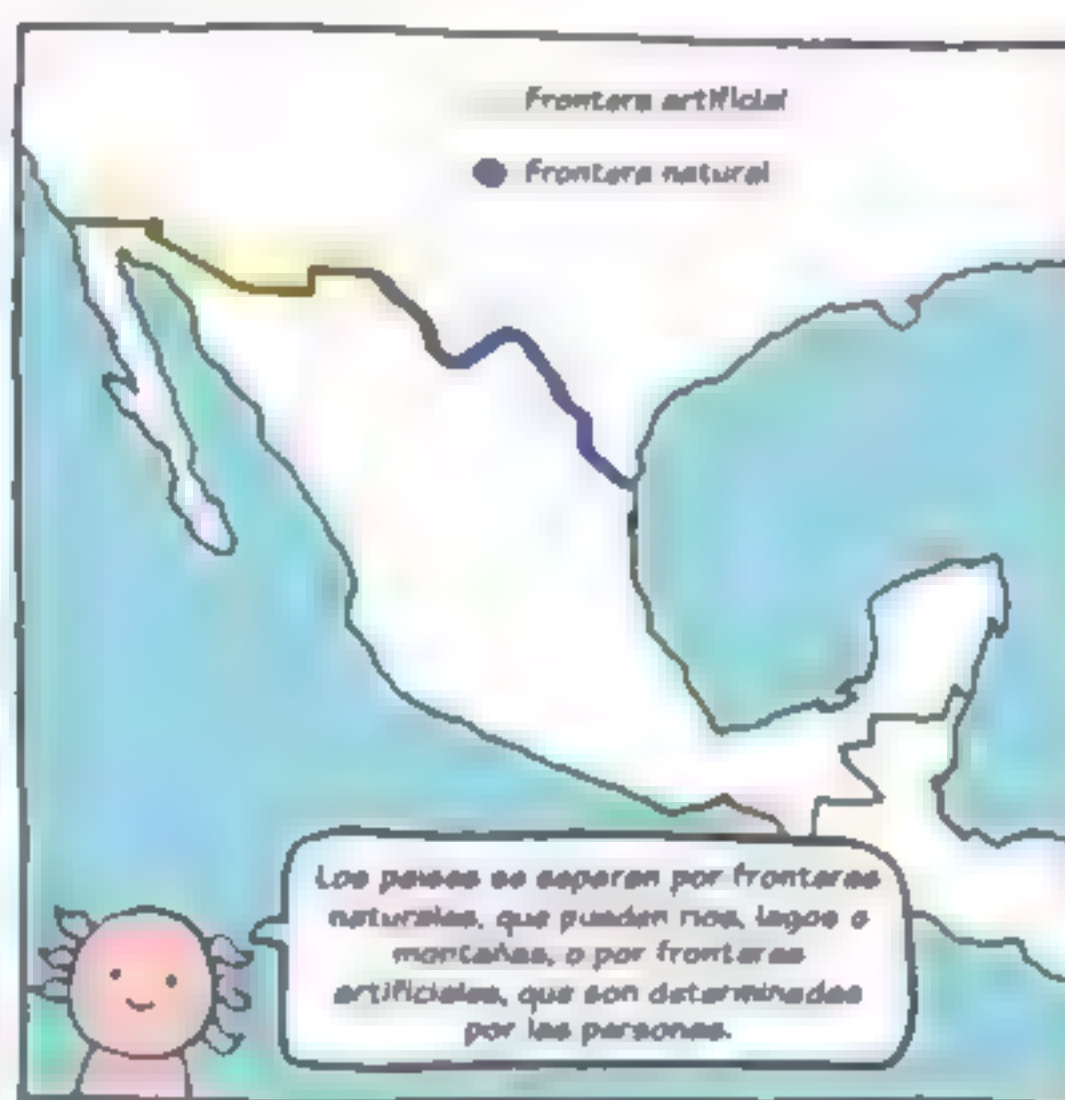 Frontera artificial
Frontera natural
Los países se separan por fronteras
naturales, que pueden ríos, lagos o
montañas, o por fronteras
artificiales, que son determinadas
por las personas.